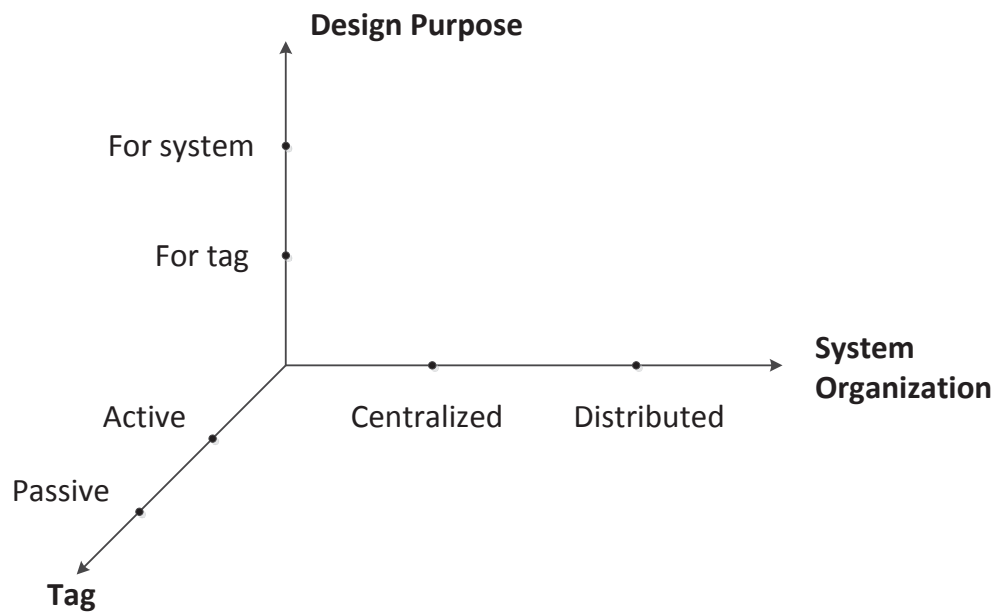 Design Purpose
For system
For tag
System
Organization
Centralized
Distributed
Active
Passive
Tag